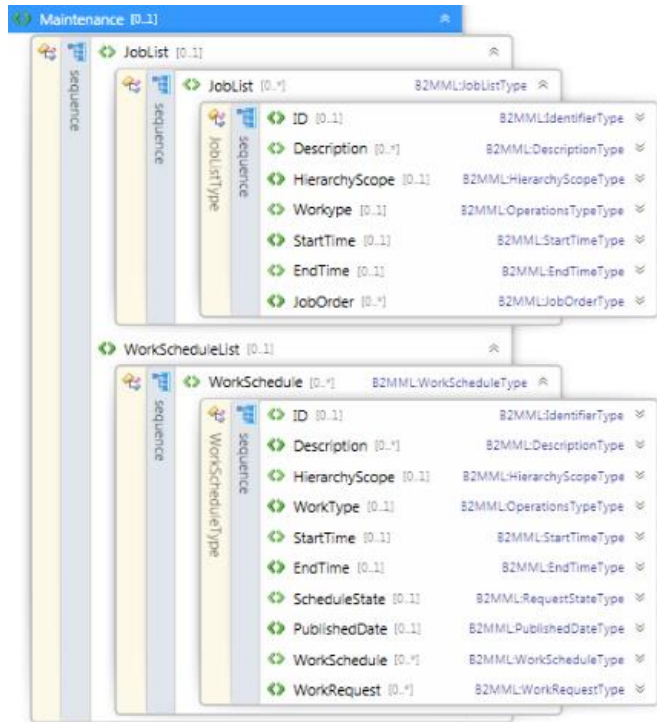 Maintenance [0..1]
JobList [0..1]
sequence
JobList [0..*] B2MML:JobListType
sequence
JobListType
sequence
ID [0..1] B2MML:IdentifierType
Description [0..*] B2MML:DescriptionType
HierarchyScope [0..1] B2MML:HierarchyScopeType
Workype [0..1] B2MML:OperationsTypeType
StartTime [0..1] B2MML:StartTimeType
EndTime [0..1] B2MML:EndTimeType
JobOrder [0..*] B2MML:JobOrderType
WorkScheduleList [0..1]
WorkSchedule [0..*] B2MML:WorkScheduleType
sequence
WorkScheduleType
sequence
ID [0..1] B2MML:IdentifierType
Description [0..*] B2MML:DescriptionType
HierarchyScope [0..1] B2MML:HierarchyScopeType
WorkType [0..1] B2MML:OperationsTypeType
StartTime [0..1] B2MML:StartTimeType
EndTime [0..1] B2MML:EndTimeType
ScheduleState [0..1] B2MML:RequestStateType
PublishedDate [0..1] B2MML:PublishedDateType
WorkSchedule [0..*] B2MML:WorkScheduleType
WorkRequest [0..*] B2MML:WorkRequestType